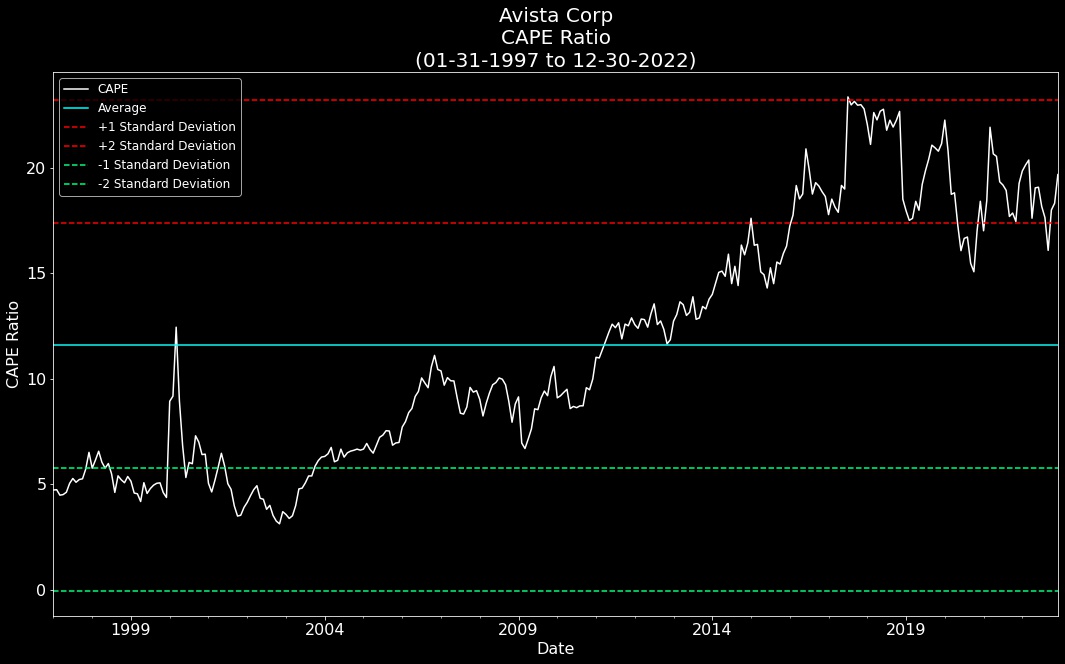 Avista Corp
CAPE Ratio
(01-31-1997 to 12-30-2022)
CAPE
Average
+1 Standard Deviation
+2 Standard Deviation
-1 Standard Deviation
-2 Standard Deviation
CAPE Ratio
20
15
10
5
0
1999
2004
2009
2014
2019
Date